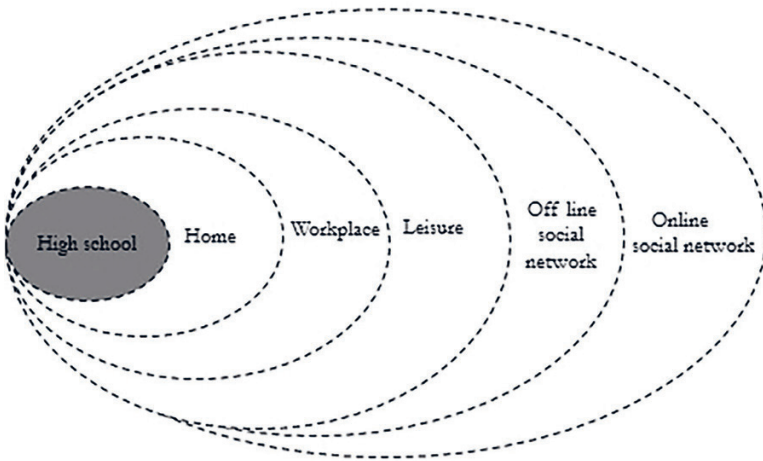 High school
Home
Workplace
Leisure
Off line
social
network
Online
social network